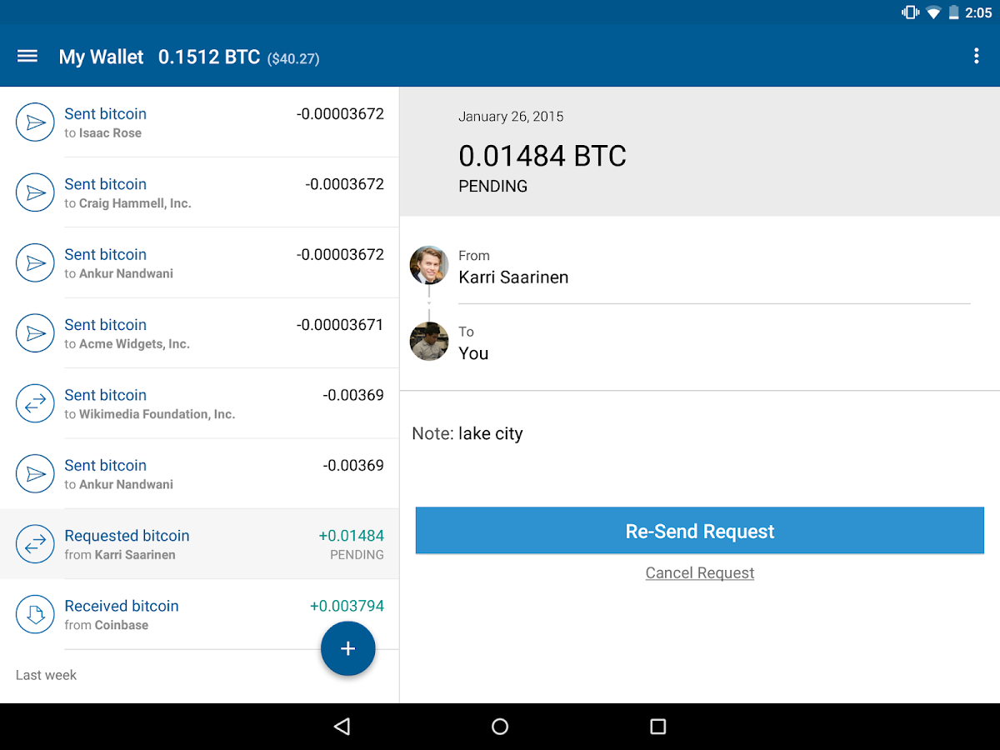 2:05
My Wallet 0.1512 BTC ($40.27)
Sent bitcoin -0.00003672
to Isaac Rose
Sent bitcoin -0.0003672
to Craig Hammell, Inc.
Sent bitcoin -0.00003672
to Ankur Nandwani
Sent bitcoin -0.00003671
to Acme Widgets, Inc.
Sent bitcoin -0.00369
to Wikimedia Foundation, Inc.
Sent bitcoin -0.00369
to Ankur Nandwani
Requested bitcoin +0.01484
from Karri Saarinen PENDING
Received bitcoin +0.003794
from Coinbase
+
Last week
January 26, 2015
0.01484 BTC
PENDING
From
Karri Saarinen
To
You
Note: lake city
Re-Send Request
Cancel Request